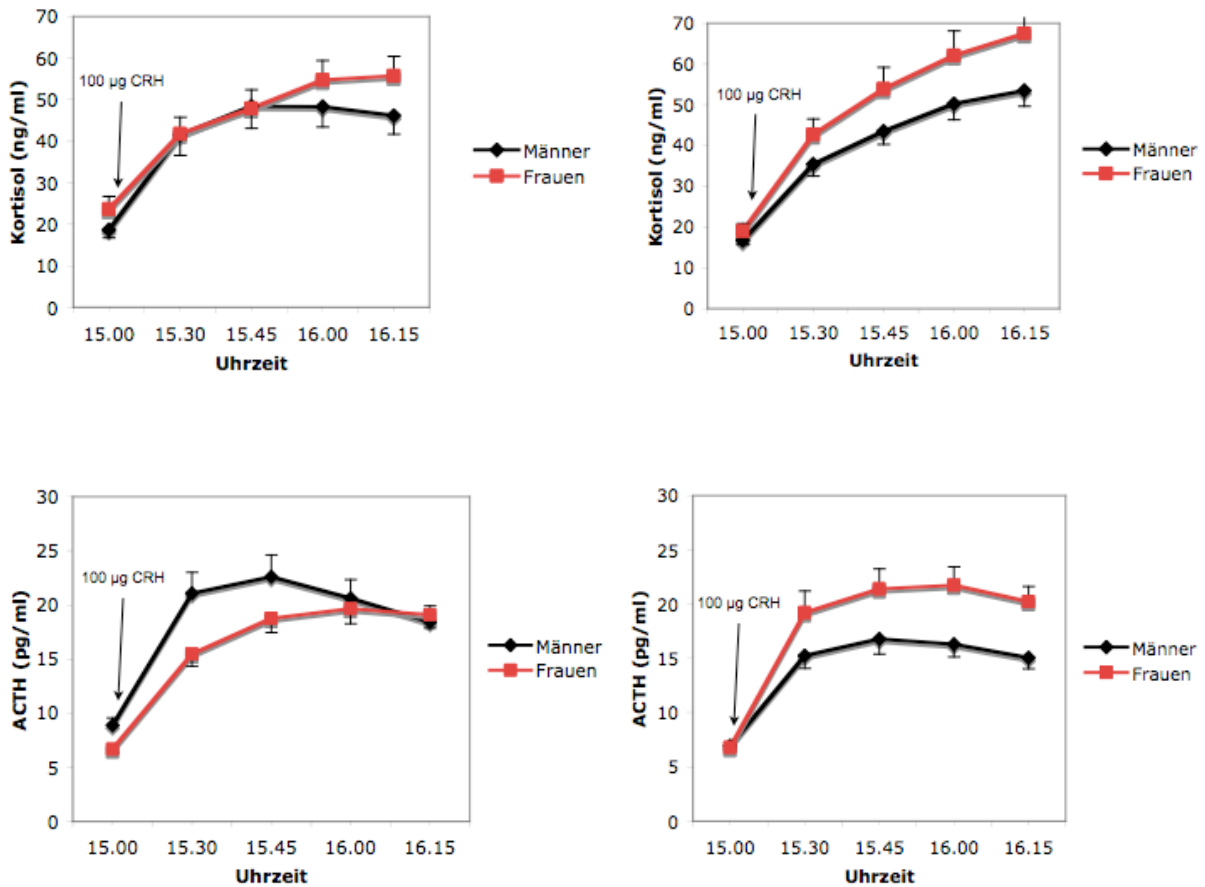 70
60
50
40
30
20
10
0
Kortisol (ng/ml)
100 µg CRH
15.00 15.30 15.45 16.00 16.15
Uhrzeit
Männer
Frauen
70
60
50
40
30
20
10
0
Kortisol (ng/ml)
100 µg CRH
15.00 15.30 15.45 16.00 16.15
Uhrzeit
Männer
Frauen
30
25
20
15
10
5
0
ACTH (pg/ml)
100 µg CRH
15.00 15.30 15.45 16.00 16.15
Uhrzeit
Männer
Frauen
30
25
20
15
10
5
0
ACTH (pg/ml)
100 µg CRH
15.00 15.30 15.45 16.00 16.15
Uhrzeit
Männer
Frauen